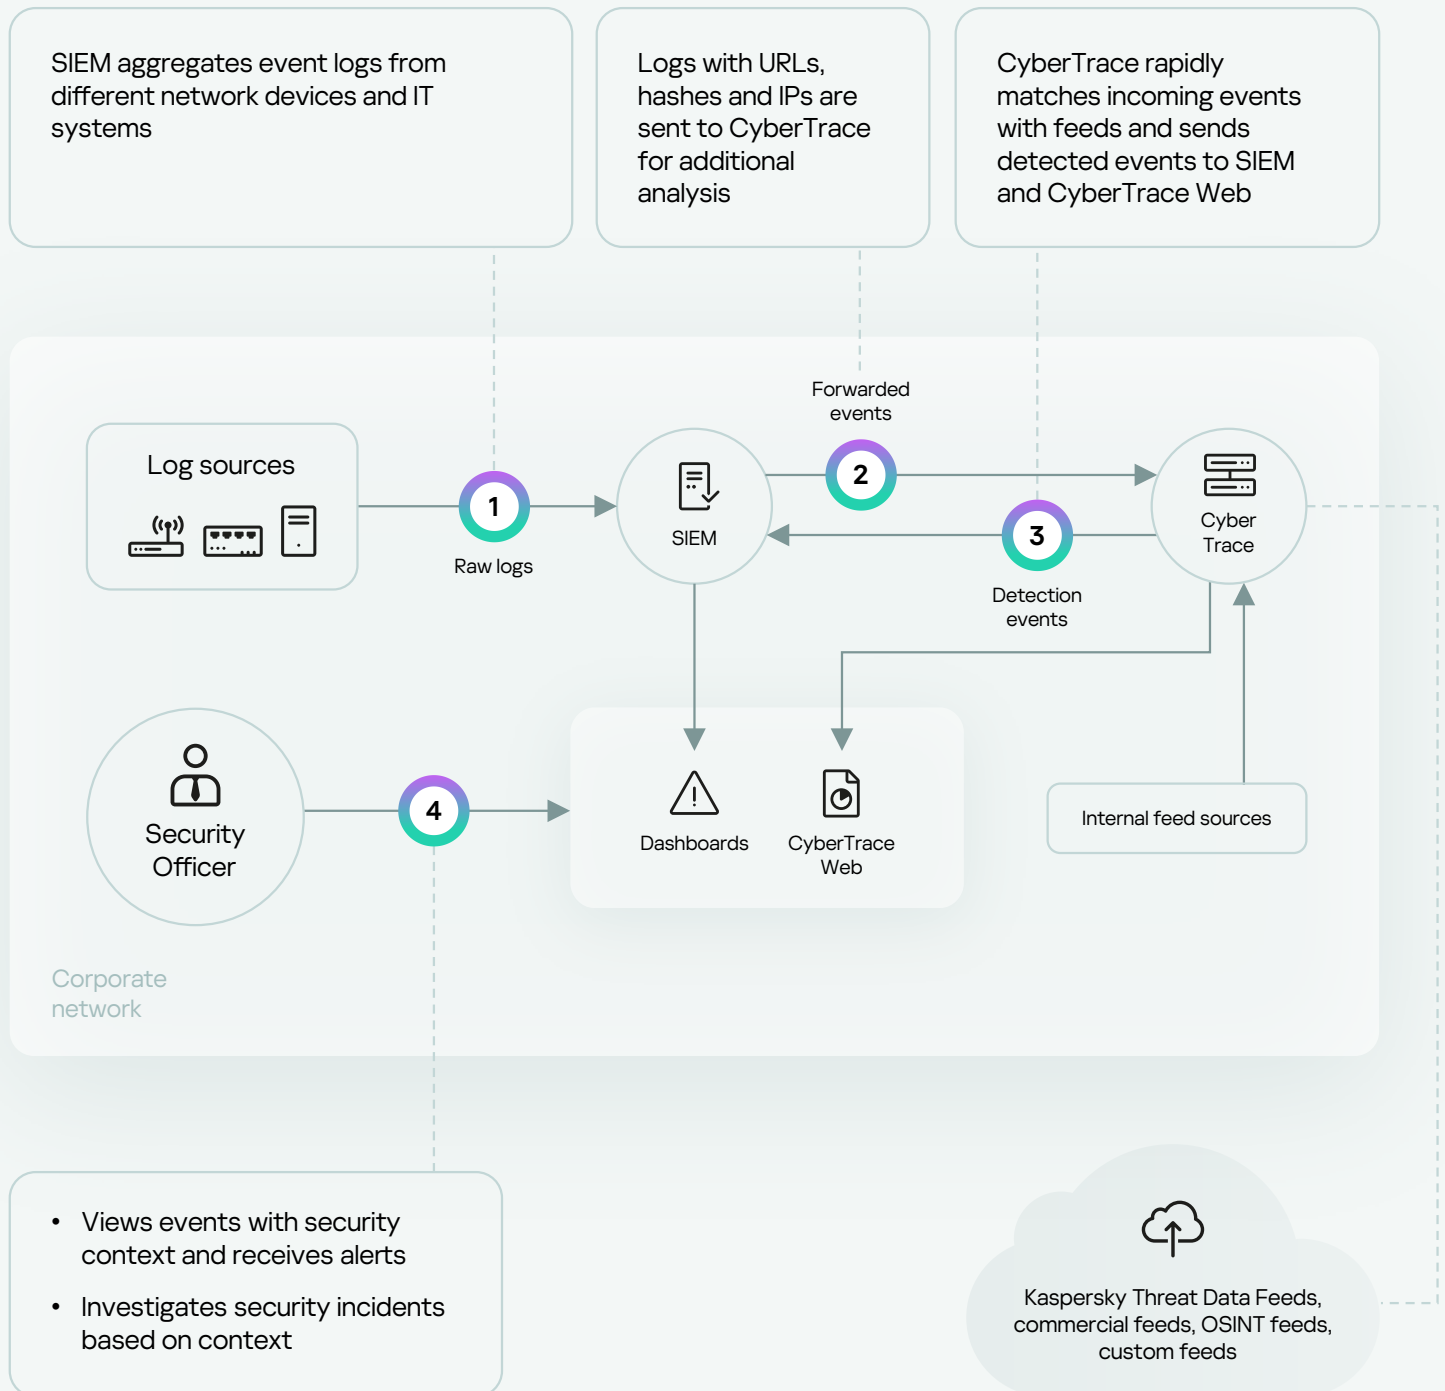 SIEM aggregates event logs from
different network devices and IT
systems
Logs with URLs,
hashes and IPs are
sent to CyberTrace
for additional
analysis
CyberTrace rapidly
matches incoming events
with feeds and sends
detected events to SIEM
and CyberTrace Web
Forwarded
events
Log sources
1
Raw logs
SIEM
2
3
Detection
events
Cyber
Trace
Security
Officer
4
Dashboards
CyberTrace
Web
Internal feed sources
Corporate
network
• Views events with security
context and receives alerts
• Investigates security incidents
based on context
Kaspersky Threat Data Feeds,
commercial feeds, OSINT feeds,
custom feeds